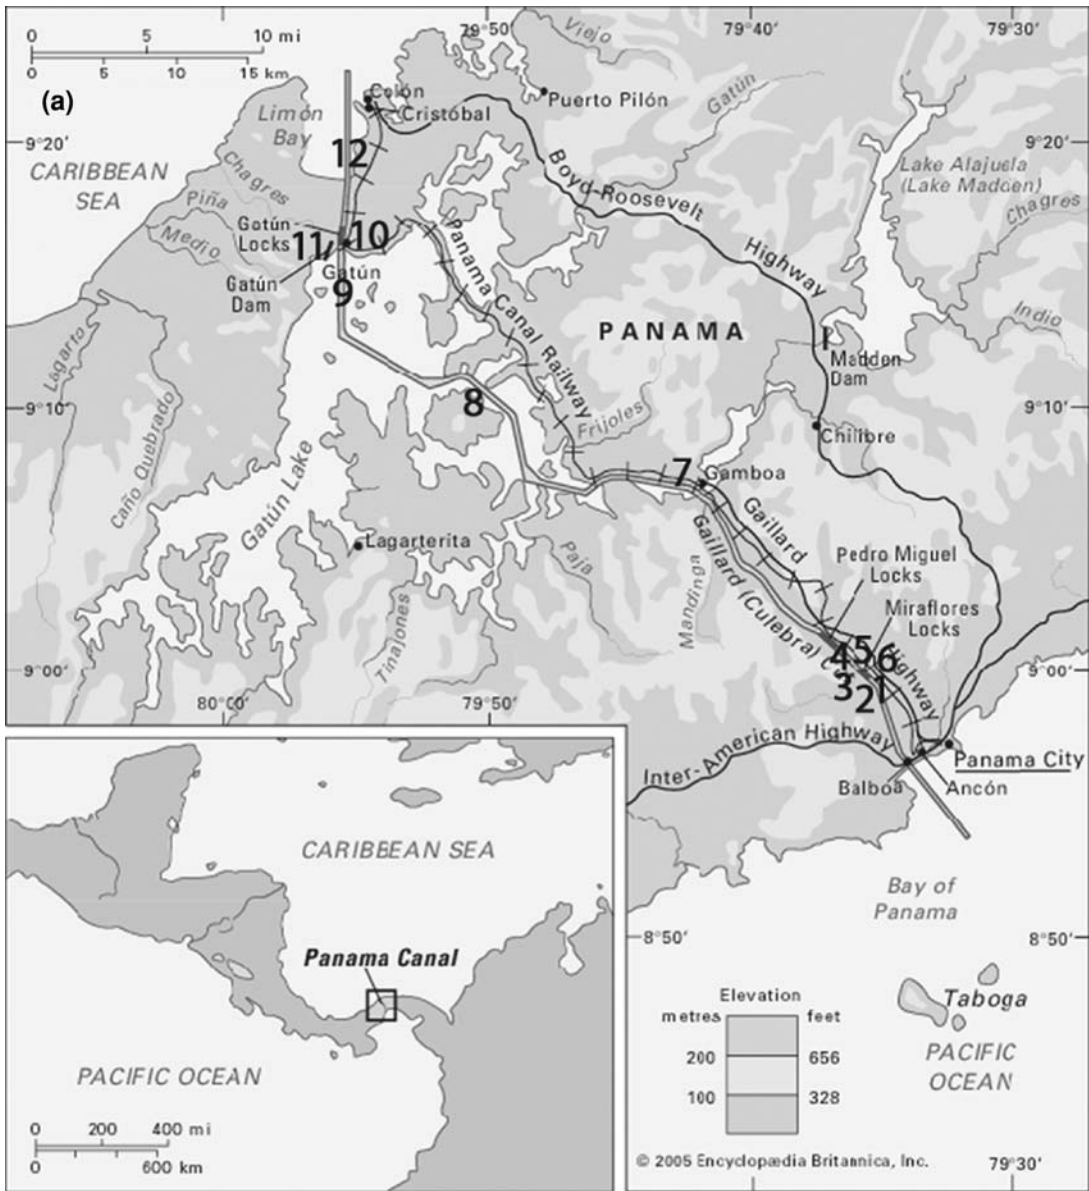 0 5 10 mi
0 5 10 15 km
(a)
79°50'
79°40'
79°30'
Viejo
Colón
Cristóbal
Puerto Pilón
Gatún
Limón
Bay
9°20'
9°20'
CARIBBEAN
SEA
12
Chagres
Boyd-Roosevelt
Highway
Lake Alajuela
(Lake Madden)
Chagres
Piña
Medio
Gatún
Locks
11
10
Gatún
Gatún
Dam
9
Panama Canal Railway
PANAMA
Indio
Madden
Dam
Lagarto
8
9°10'
9°10'
Frijoles
Chilibre
Caño Quebrado
Gatún Lake
7
Gamboa
Lagarterita
Gaillard
Gaillard (Culebra) C
Pedro Miguel
Locks
Paja
Mandinga
Miraflores
Locks
Tinajones
4
5
6
Highway
9°00'
9°00'
3
2
1
80°00'
79°50'
Inter-American Highway
Panama City
Balboa
Ancón
CARIBBEAN SEA
Bay of
Panama
8°50'
8°50'
Panama Canal
Elevation
metres feet
200 656
100 328
Taboga
PACIFIC
OCEAN
PACIFIC OCEAN
0 200 400 mi
0 600 km
© 2005 Encyclopædia Britannica, Inc.
79°30'